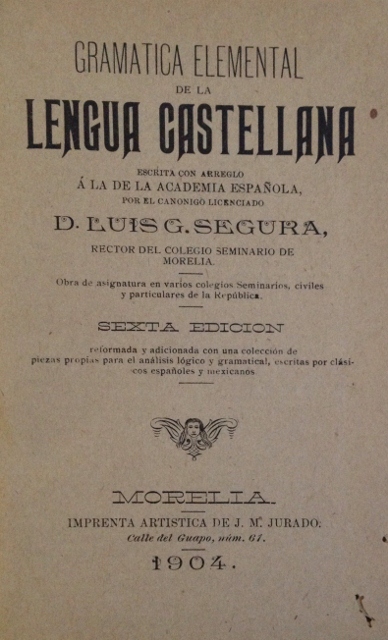 GRAMATICA ELEMENTAL
DE LA
LENGUA CASTELLANA
ESCRITA CON ARREGLO
Á LA DE LA ACADEMIA ESPAÑOLA,
POR EL CANONIGO LICENCIADO
D. LUIS G. SEGURA,
RECTOR DEL COLEGIO SEMINARIO DE
MORELIA.
Obra de asignatura en varios colegios Seminarios, civiles
y particulares de la República.
SEXTA EDICION
reformada y adicionada con una colección de
piezas propias para el análisis lógico y gramatical, escritas por clási-
cos españoles y mexicanos
MORELIA.
IMPRENTA ARTISTICA DE J. Mª. JURADO:
Calle del Guapo, núm. 67.
1904.